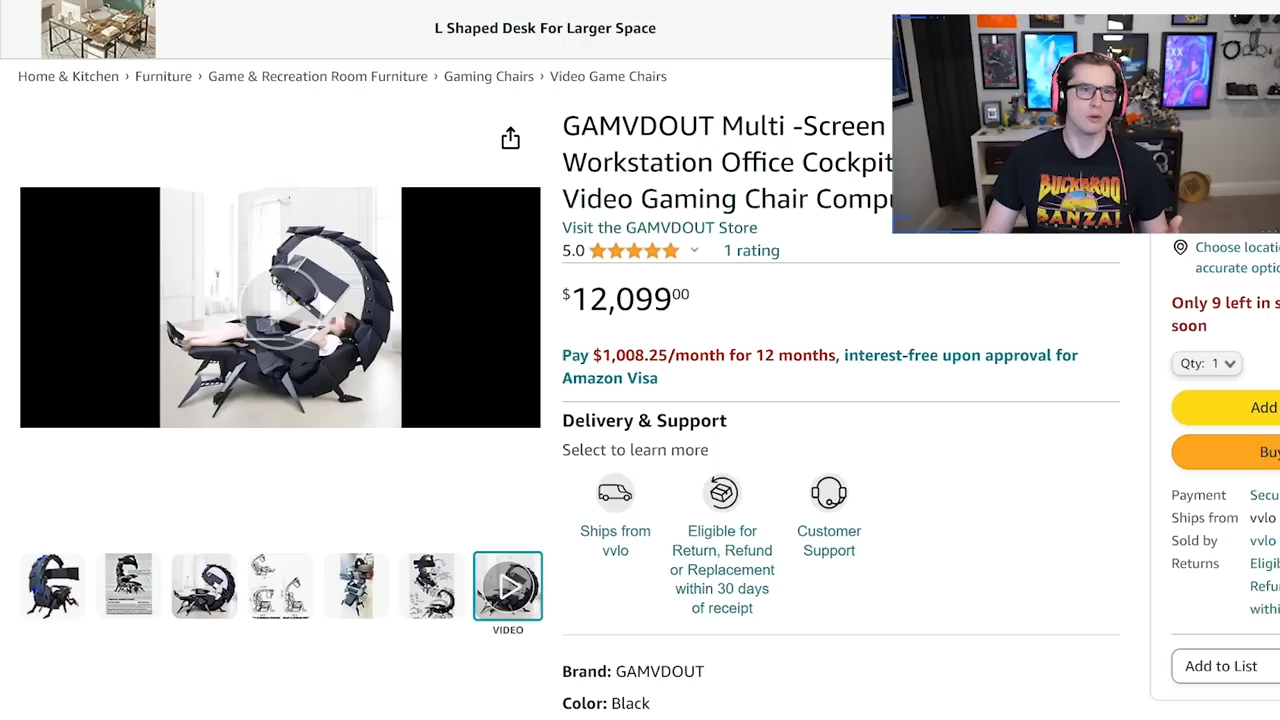 L Shaped Desk For Larger Space
Home & Kitchen › Furniture › Game & Recreation Room Furniture › Gaming Chairs › Video Game Chairs
GAMVDOUT Multi -Screen
Workstation Office Cockpit
Video Gaming Chair Compu
Visit the GAMVDOUT Store
5.0
1 rating
$12,09900
Pay $1,008.25/month for 12 months, interest-free upon approval for
Amazon Visa
Delivery & Support
Select to learn more
Ships from
vvlo
Eligible for
Return, Refund
or Replacement
within 30 days
of receipt
Customer
Support
Brand: GAMVDOUT
Color: Black
VIDEO
BUCKAROO
BANZAI
Choose locati
accurate optic
Only 9 left in s
soon
Qty: 1
Add
Buy
Payment Secu
Ships from vvlo
Sold by vvlo
Returns Eligi
Refu
withi
Add to List